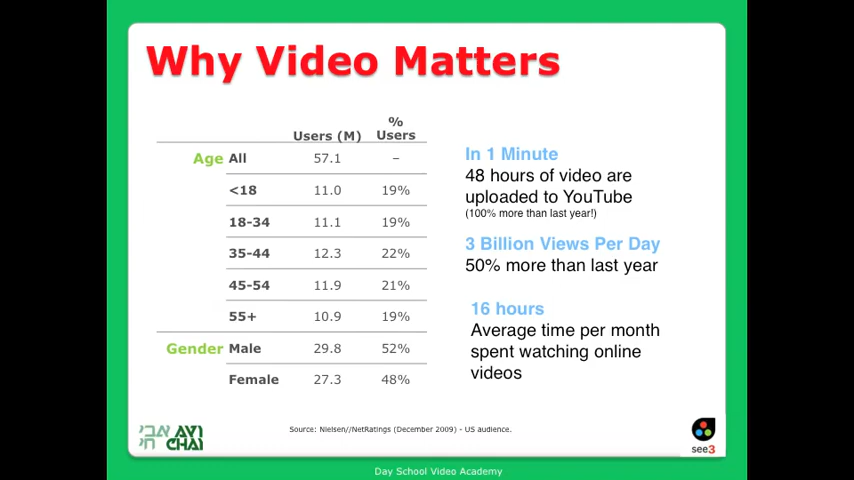 Why Video Matters
Users (M) % Users
Age All 57.1 –
<18 11.0 19%
18-34 11.1 19%
35-44 12.3 22%
45-54 11.9 21%
55+ 10.9 19%
Gender Male 29.8 52%
Female 27.3 48%
In 1 Minute
48 hours of video are
uploaded to YouTube
(100% more than last year!)
3 Billion Views Per Day
50% more than last year
16 hours
Average time per month
spent watching online
videos
Source: Nielsen//NetRatings (December 2009) - US audience.
אבי AVI
חי CHAI
see3
Day School Video Academy